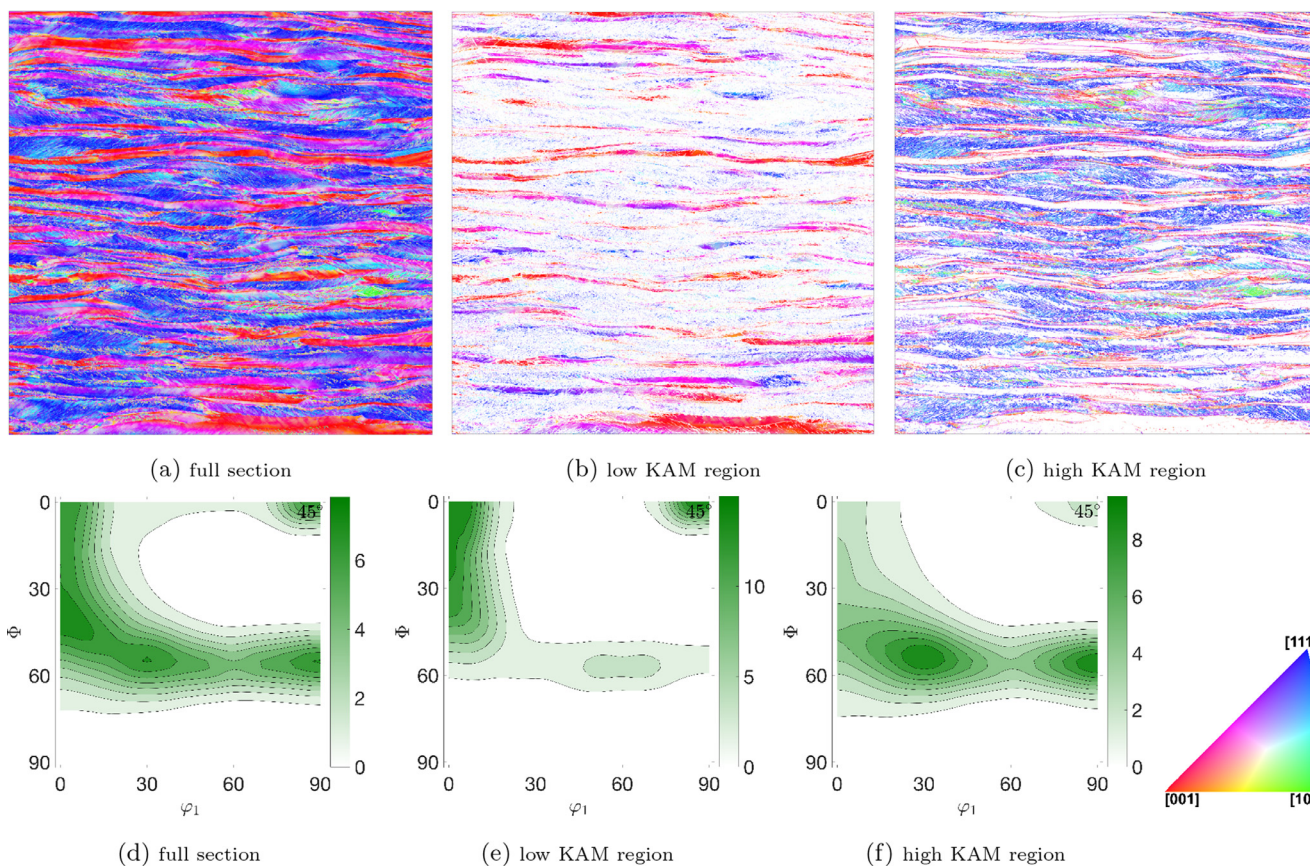 (a) full section
(b) low KAM region
(c) high KAM region
0
30
60
90
Φ
0 30 60 90
φ1
45°
6
4
2
0
0
30
60
90
Φ
0 30 60 90
φ1
45°
10
5
0
0
30
60
90
Φ
0 30 60 90
φ1
45°
8
6
4
2
0
[111
[001]
[10
(d) full section
(e) low KAM region
(f) high KAM region